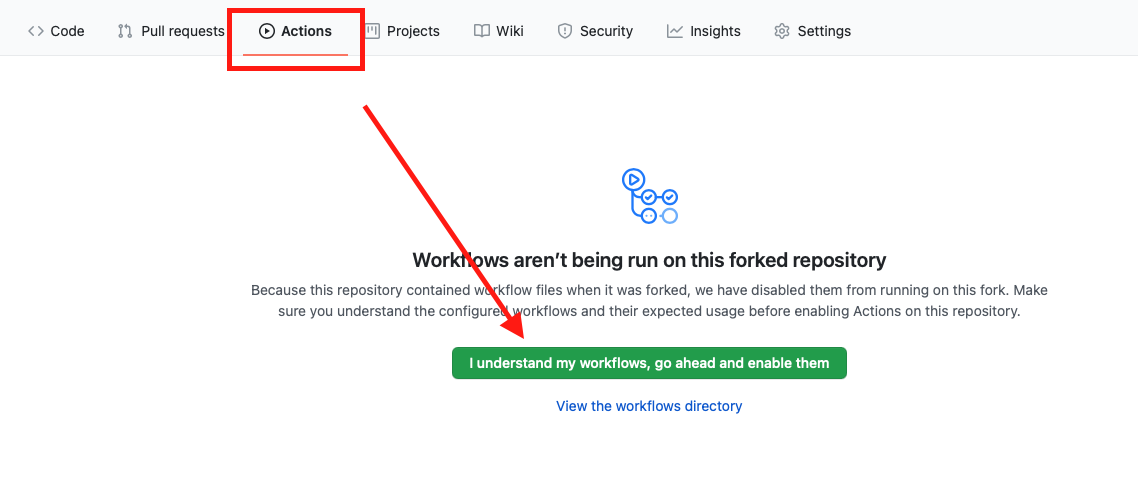 Code Pull requests Actions Projects Wiki Security Insights Settings
Workflows aren’t being run on this forked repository
Because this repository contained workflow files when it was forked, we have disabled them from running on this fork. Make
sure you understand the configured workflows and their expected usage before enabling Actions on this repository.
I understand my workflows, go ahead and enable them
View the workflows directory